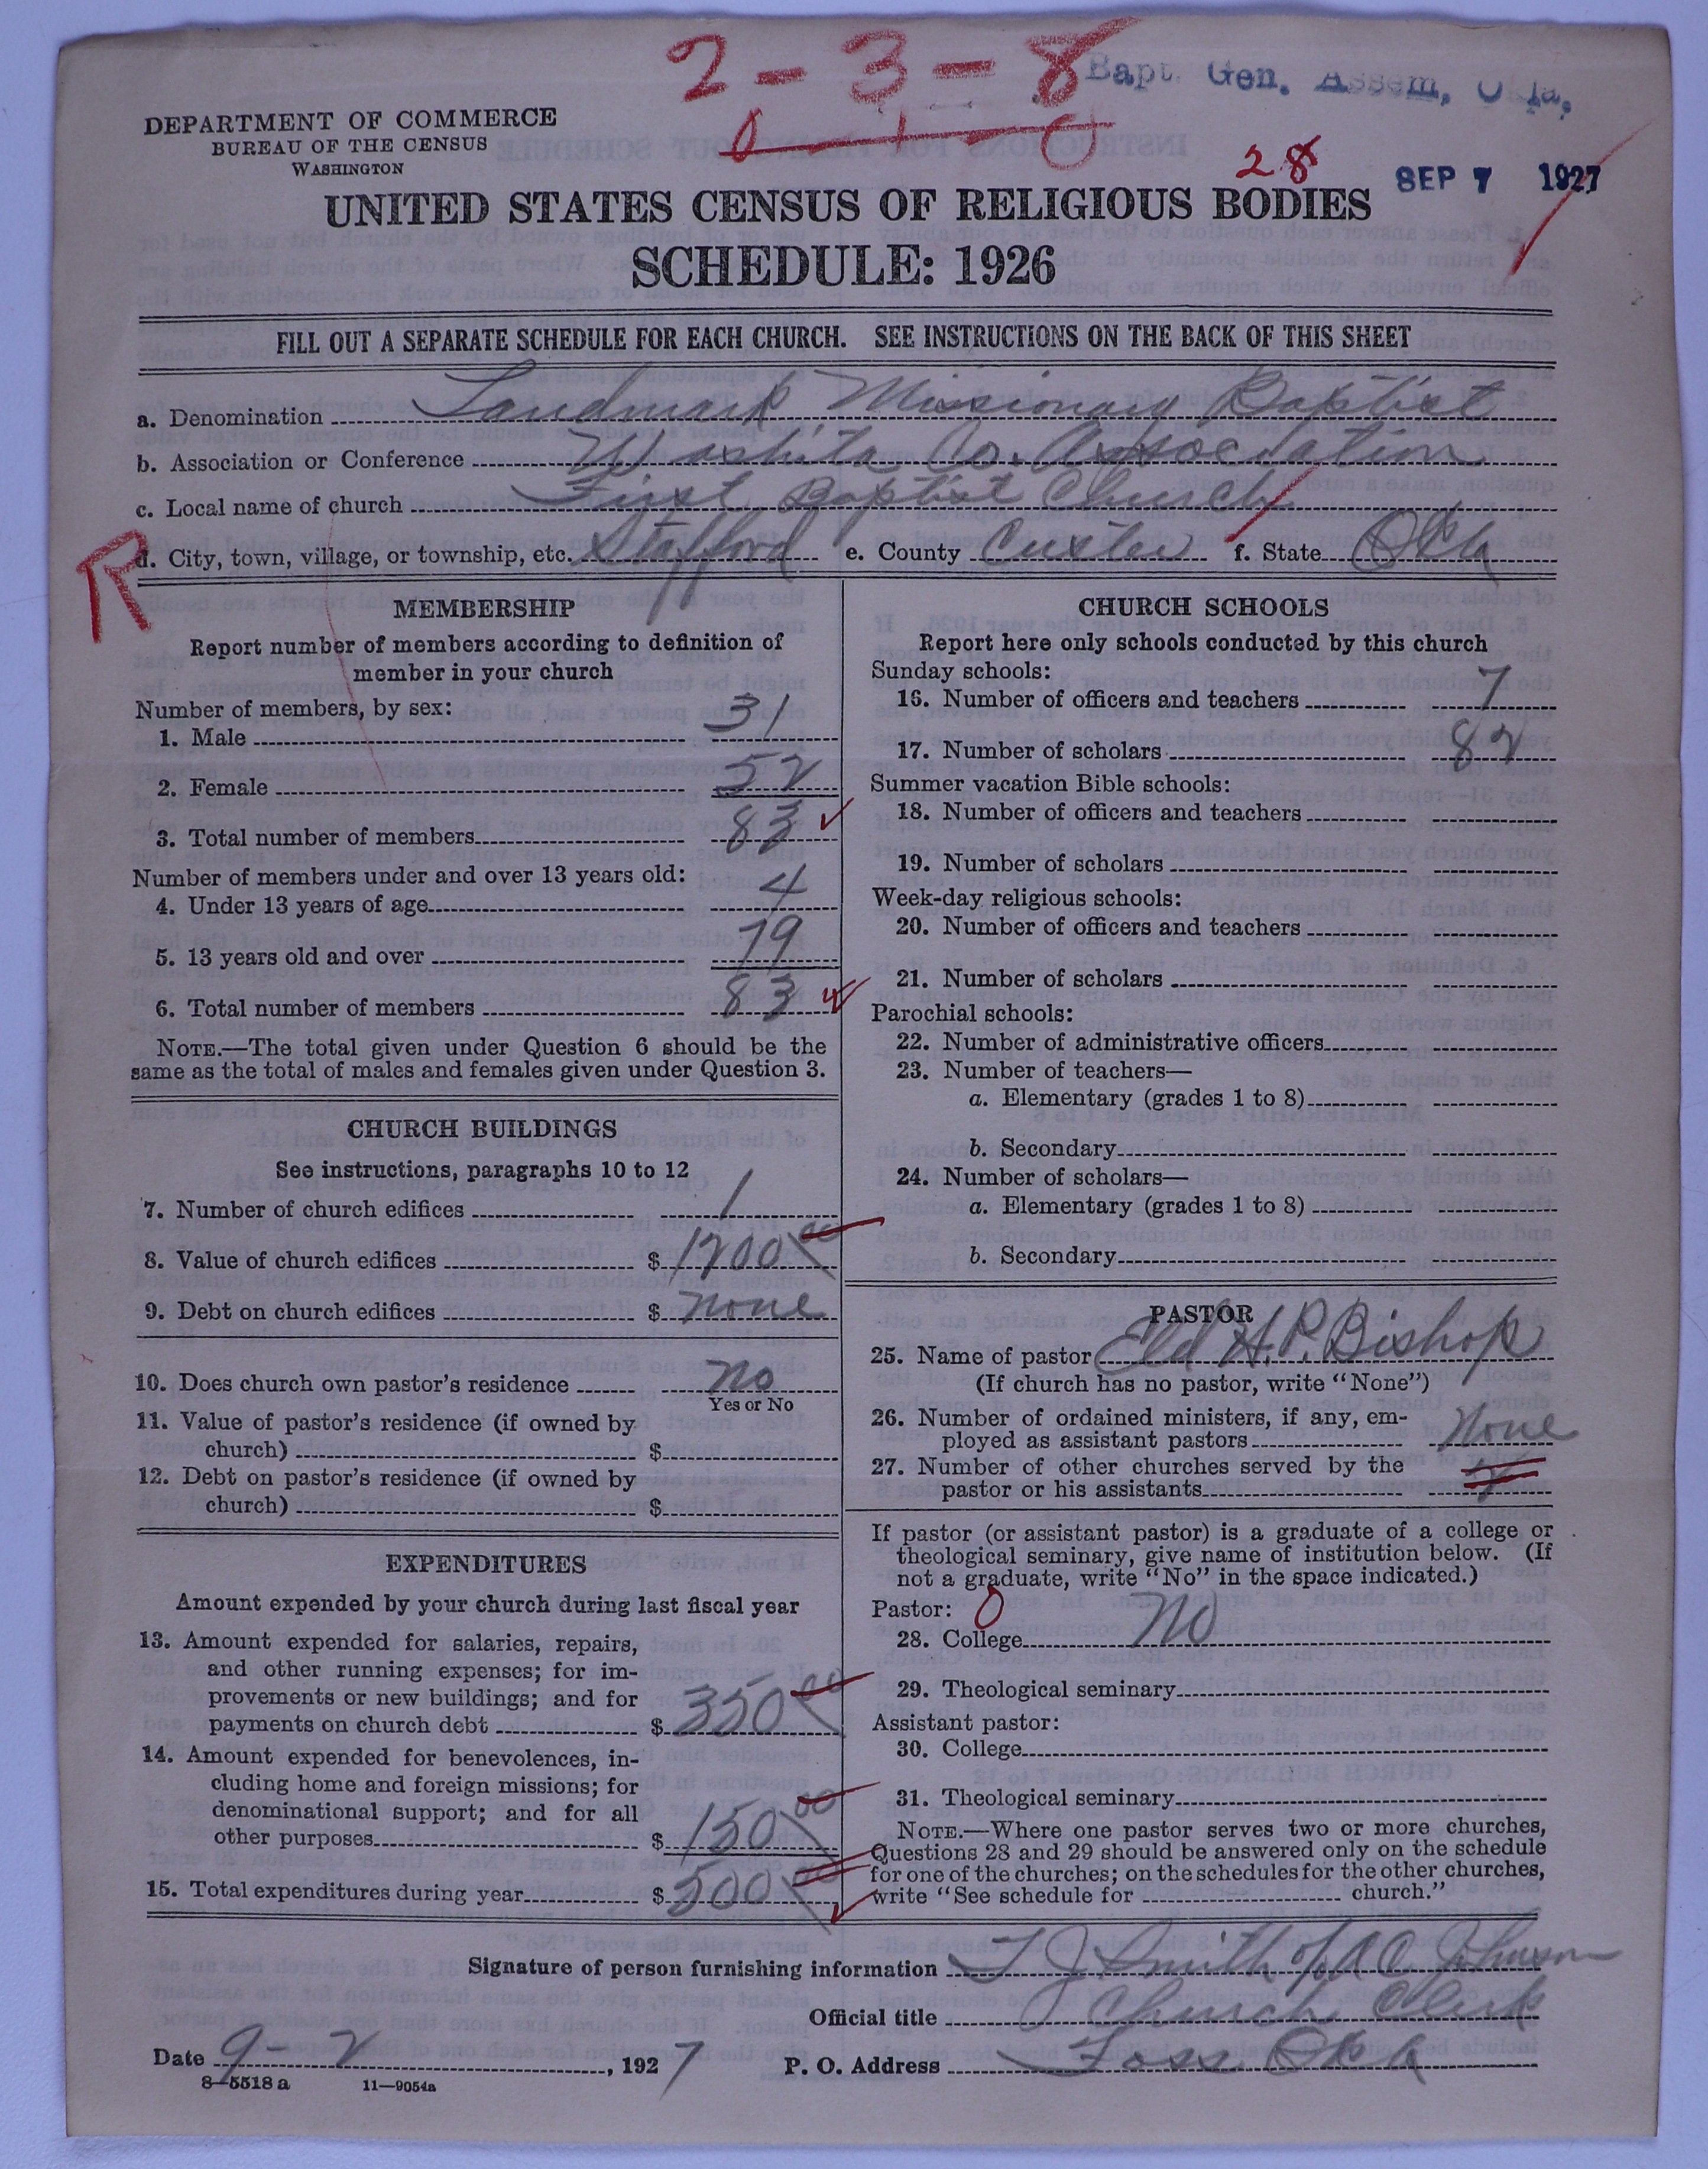 2-3-8
Bapt. Gen. Assem, Okla,
DEPARTMENT OF COMMERCE
BUREAU OF THE CENSUS
WASHINGTON
28
SEP 7 1927
UNITED STATES CENSUS OF RELIGIOUS BODIES
SCHEDULE: 1926
FILL OUT A SEPARATE SCHEDULE FOR EACH CHURCH. SEE INSTRUCTIONS ON THE BACK OF THIS SHEET
a. Denomination Landmark Missionary Baptist
b. Association or Conference Washita Co. Association
c. Local name of church First Baptist Church
R
d. City, town, village, or township, etc. Stafford e. County Custer f. State Okla
MEMBERSHIP
Report number of members according to definition of
member in your church
Number of members, by sex:
1. Male 31
2. Female 52
3. Total number of members 83
Number of members under and over 13 years old:
4. Under 13 years of age 4
5. 13 years old and over 79
6. Total number of members 83
NOTE.—The total given under Question 6 should be the
same as the total of males and females given under Question 3.
CHURCH BUILDINGS
See instructions, paragraphs 10 to 12
7. Number of church edifices 1
8. Value of church edifices $ 1200 00
9. Debt on church edifices $ none
10. Does church own pastor's residence no
Yes or No
11. Value of pastor's residence (if owned by
church) $
12. Debt on pastor's residence (if owned by
church) $
EXPENDITURES
Amount expended by your church during last fiscal year
13. Amount expended for salaries, repairs,
and other running expenses; for im-
provements or new buildings; and for
payments on church debt $ 350 00
14. Amount expended for benevolences, in-
cluding home and foreign missions; for
denominational support; and for all
other purposes $ 150 00
15. Total expenditures during year $ 500 00
CHURCH SCHOOLS
Report here only schools conducted by this church
Sunday schools:
16. Number of officers and teachers 7
17. Number of scholars 82
Summer vacation Bible schools:
18. Number of officers and teachers
19. Number of scholars
Week-day religious schools:
20. Number of officers and teachers
21. Number of scholars
Parochial schools:
22. Number of administrative officers
23. Number of teachers—
a. Elementary (grades 1 to 8)
b. Secondary
24. Number of scholars—
a. Elementary (grades 1 to 8)
b. Secondary
PASTOR
25. Name of pastor Eld H. P. Bishop
(If church has no pastor, write "None")
26. Number of ordained ministers, if any, em-
ployed as assistant pastors none
27. Number of other churches served by the
pastor or his assistants
If pastor (or assistant pastor) is a graduate of a college or
theological seminary, give name of institution below. (If
not a graduate, write "No" in the space indicated.)
Pastor: 0
28. College no
29. Theological seminary
Assistant pastor:
30. College
31. Theological seminary
NOTE.—Where one pastor serves two or more churches,
Questions 28 and 29 should be answered only on the schedule
for one of the churches; on the schedules for the other churches,
write "See schedule for church."
Signature of person furnishing information T J Smith of A C Johnson
Official title Church Clerk
Date 9-2, 1927 P. O. Address Foss Okla
8—5518 a 11—9054a